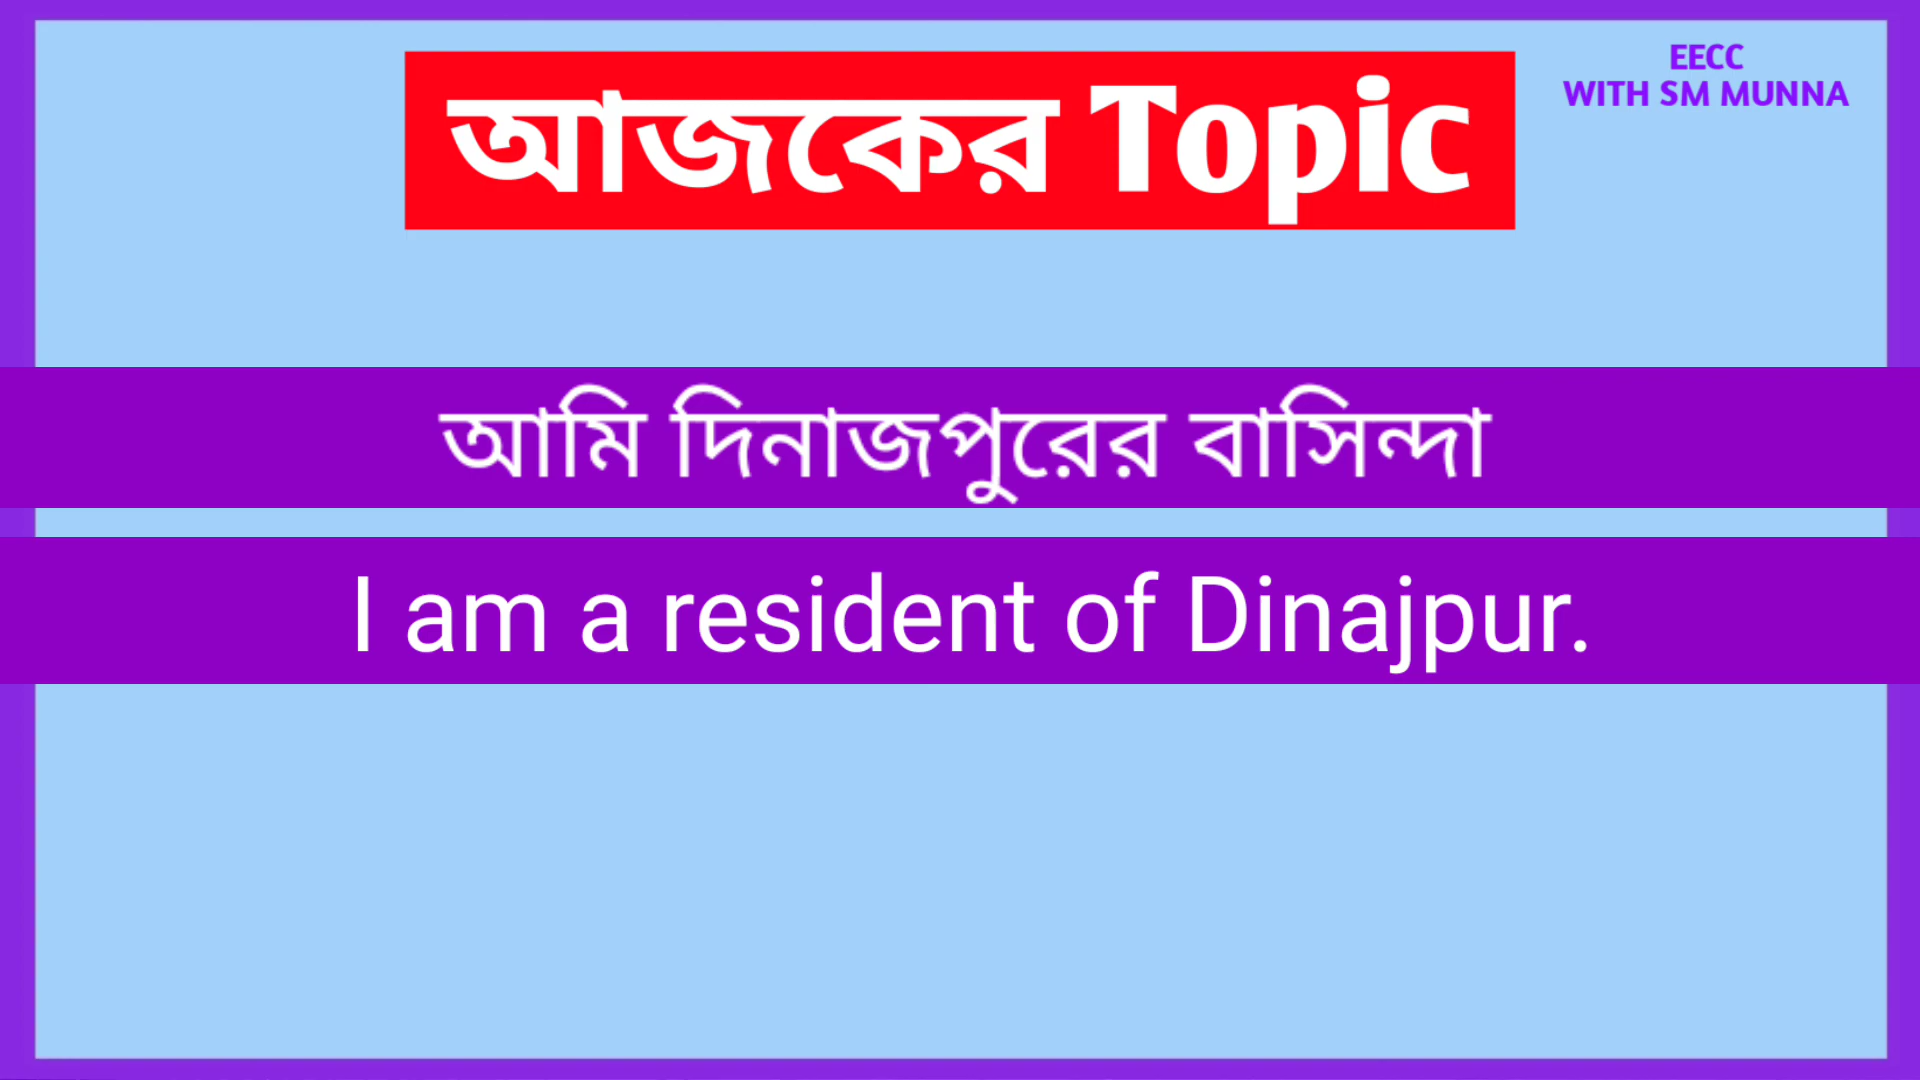 আজকের Topic
EECC
WITH SM MUNNA
আমি দিনাজপুরের বাসিন্দা
I am a resident of Dinajpur.